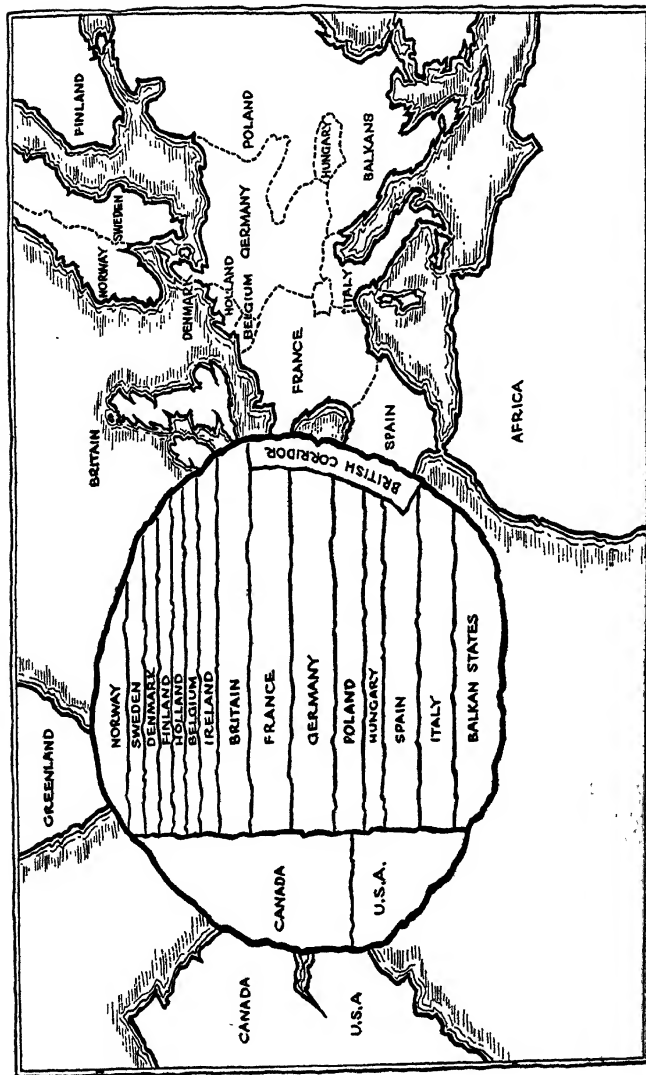 GREENLAND
CANADA
U.S.A
CANADA
U.S.A.
NORWAY
SWEDEN
DENMARK
FINLAND
HOLLAND
BELGIUM
IRELAND
BRITAIN
FRANCE
GERMANY
POLAND
HUNGARY
SPAIN
ITALY
BALKAN STATES
BRITISH CORRIDOR
BRITAIN
NORWAY
SWEDEN
FINLAND
DENMARK
HOLLAND
BELGIUM
GERMANY
POLAND
FRANCE
HUNGARY
ITALY
BALKANS
SPAIN
AFRICA